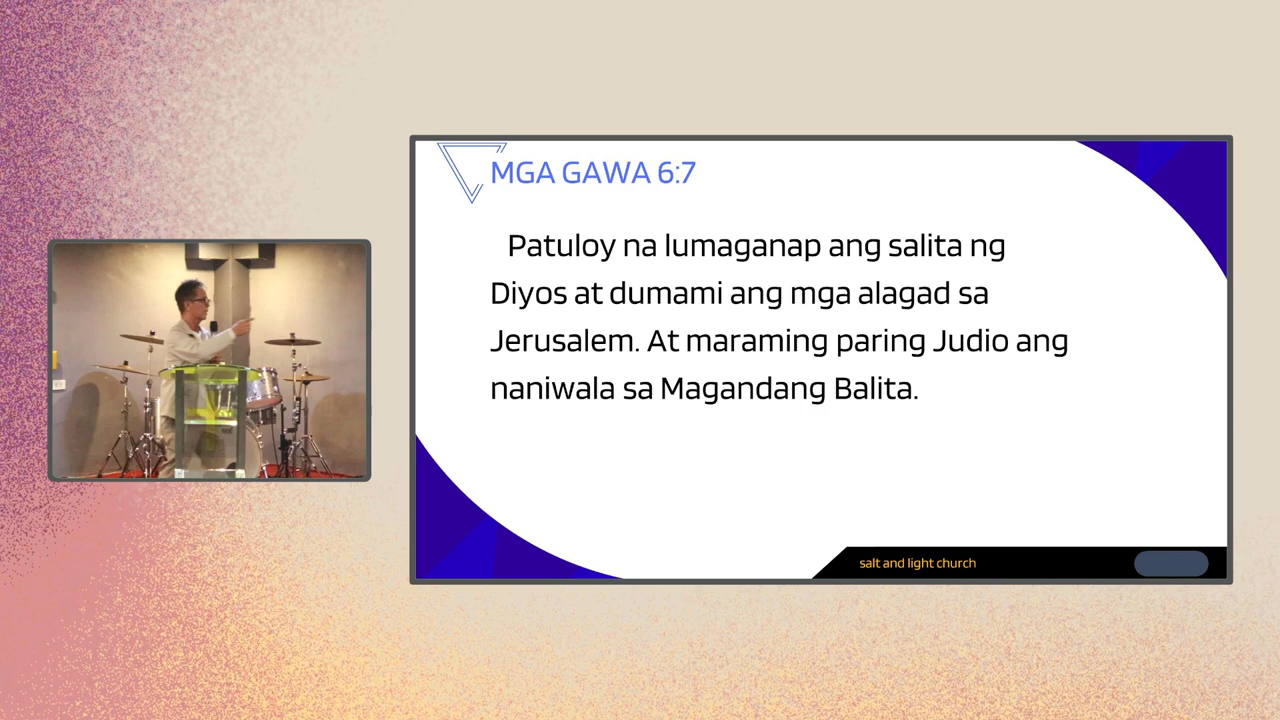 MGA GAWA 6:7
Patuloy na lumaganap ang salita ng
Diyos at dumami ang mga alagad sa
Jerusalem. At maraming paring Judio ang
naniwala sa Magandang Balita.
salt and light church